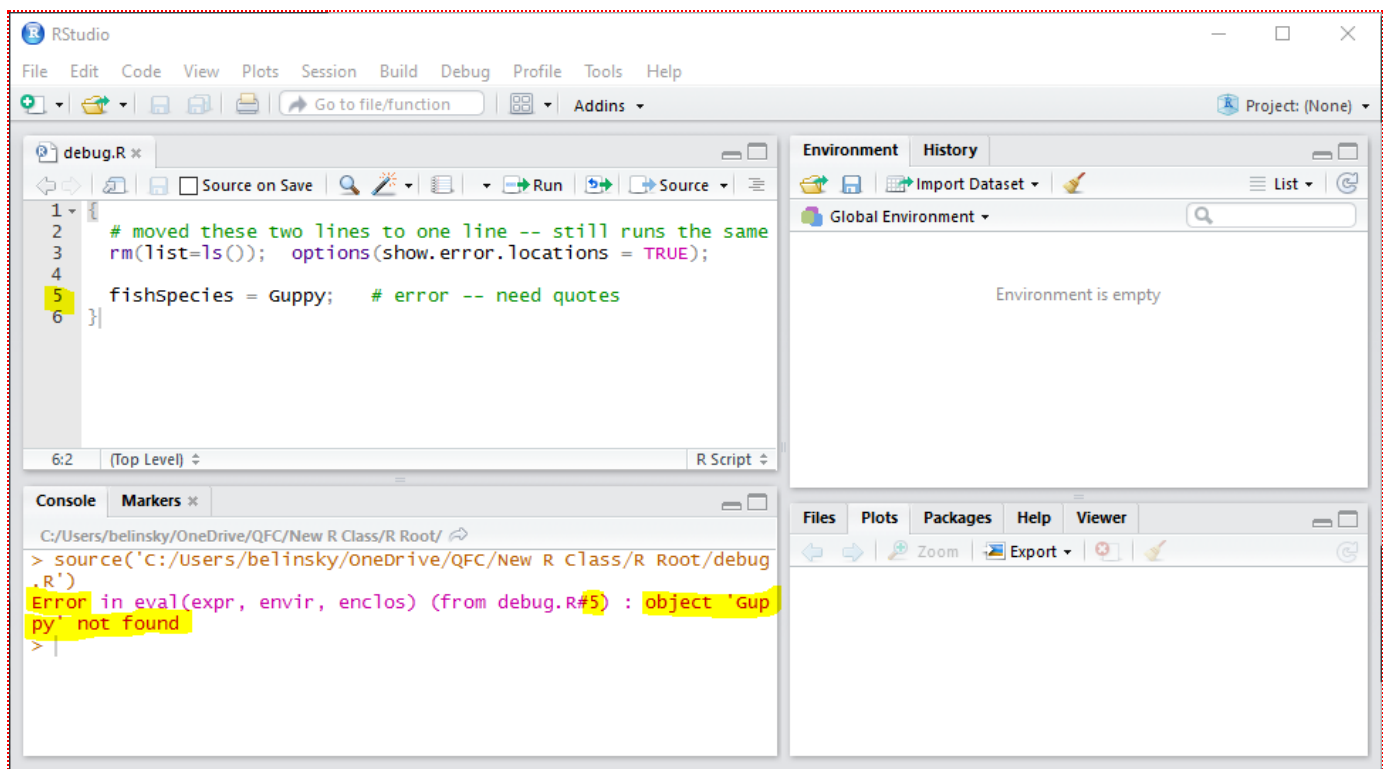 RStudio
File Edit Code View Plots Session Build Debug Profile Tools Help
Go to file/function Addins Project: (None)
debug.R
Source on Save Run Source
1 {
2 # moved these two lines to one line -- still runs the same
3 rm(list=ls()); options(show.error.locations = TRUE);
4
5 fishSpecies = Guppy; # error -- need quotes
6 }
6:2 (Top Level) R Script
Console Markers
C:/Users/belinsky/OneDrive/QFC/New R Class/R Root/
> source('C:/Users/belinsky/OneDrive/QFC/New R Class/R Root/debug
.R')
Error in eval(expr, envir, enclos) (from debug.R#5) : object 'Gup
py' not found
>
Environment History
Import Dataset List
Global Environment
Environment is empty
Files Plots Packages Help Viewer
Zoom Export